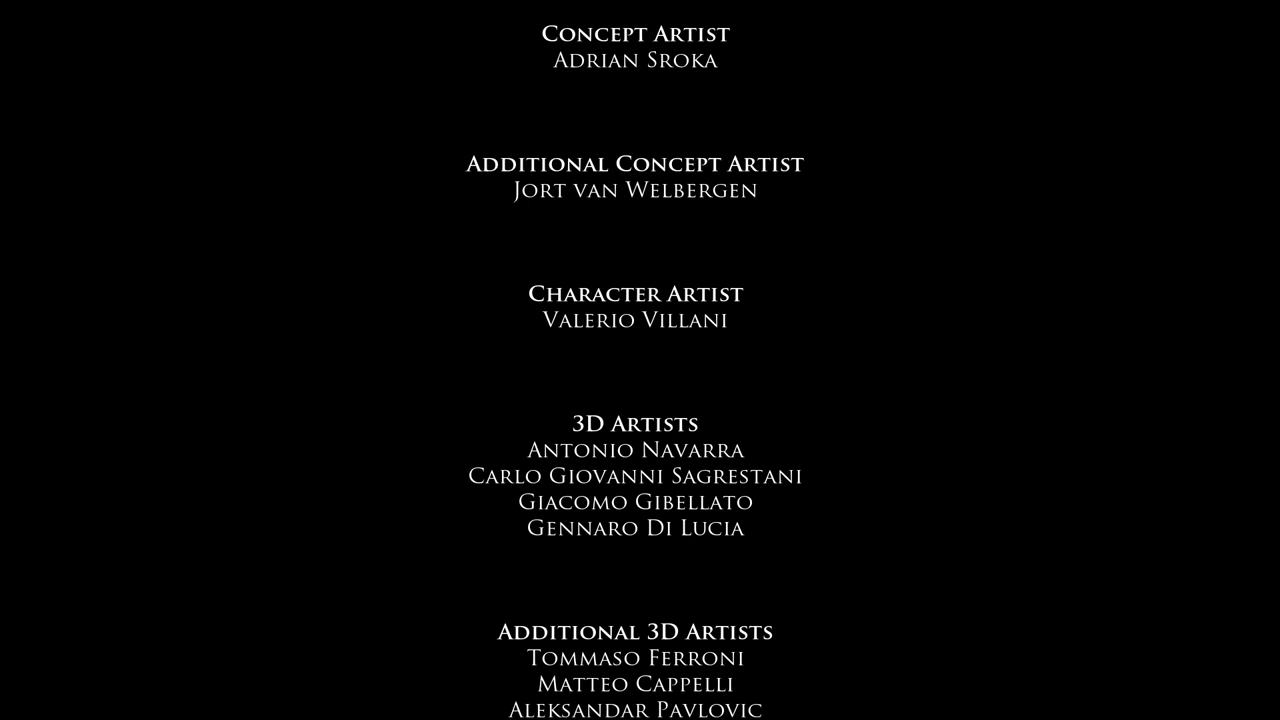 Concept Artist
Adrian Sroka
Additional Concept Artist
Jort van Welbergen
Character Artist
Valerio Villani
3D Artists
Antonio Navarra
Carlo Giovanni Sagrestani
Giacomo Gibellato
Gennaro Di Lucia
Additional 3D Artists
Tommaso Ferroni
Matteo Cappelli
Aleksandar Pavlovic